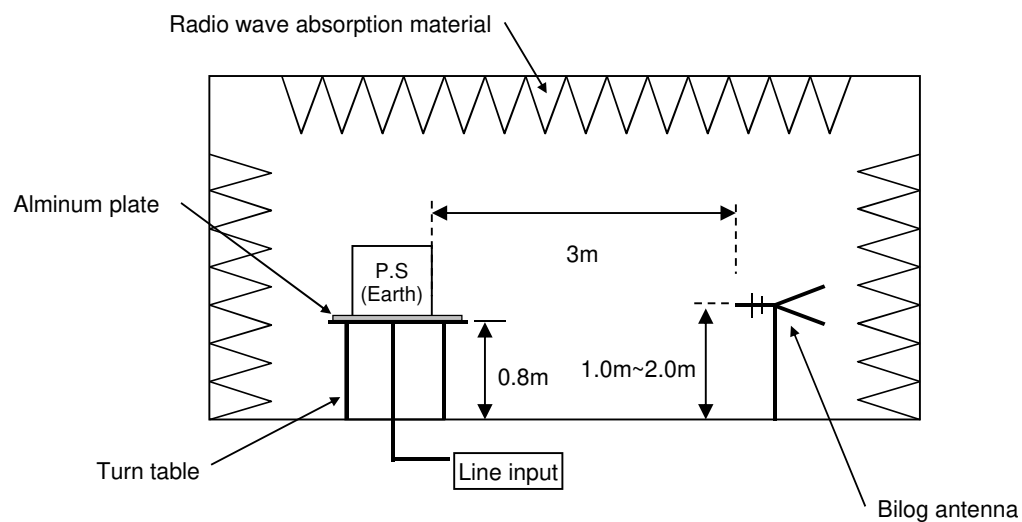 Radio wave absorption material
Alminum plate
3m
P.S
(Earth)
0.8m
1.0m~2.0m
Turn table
Line input
Bilog antenna